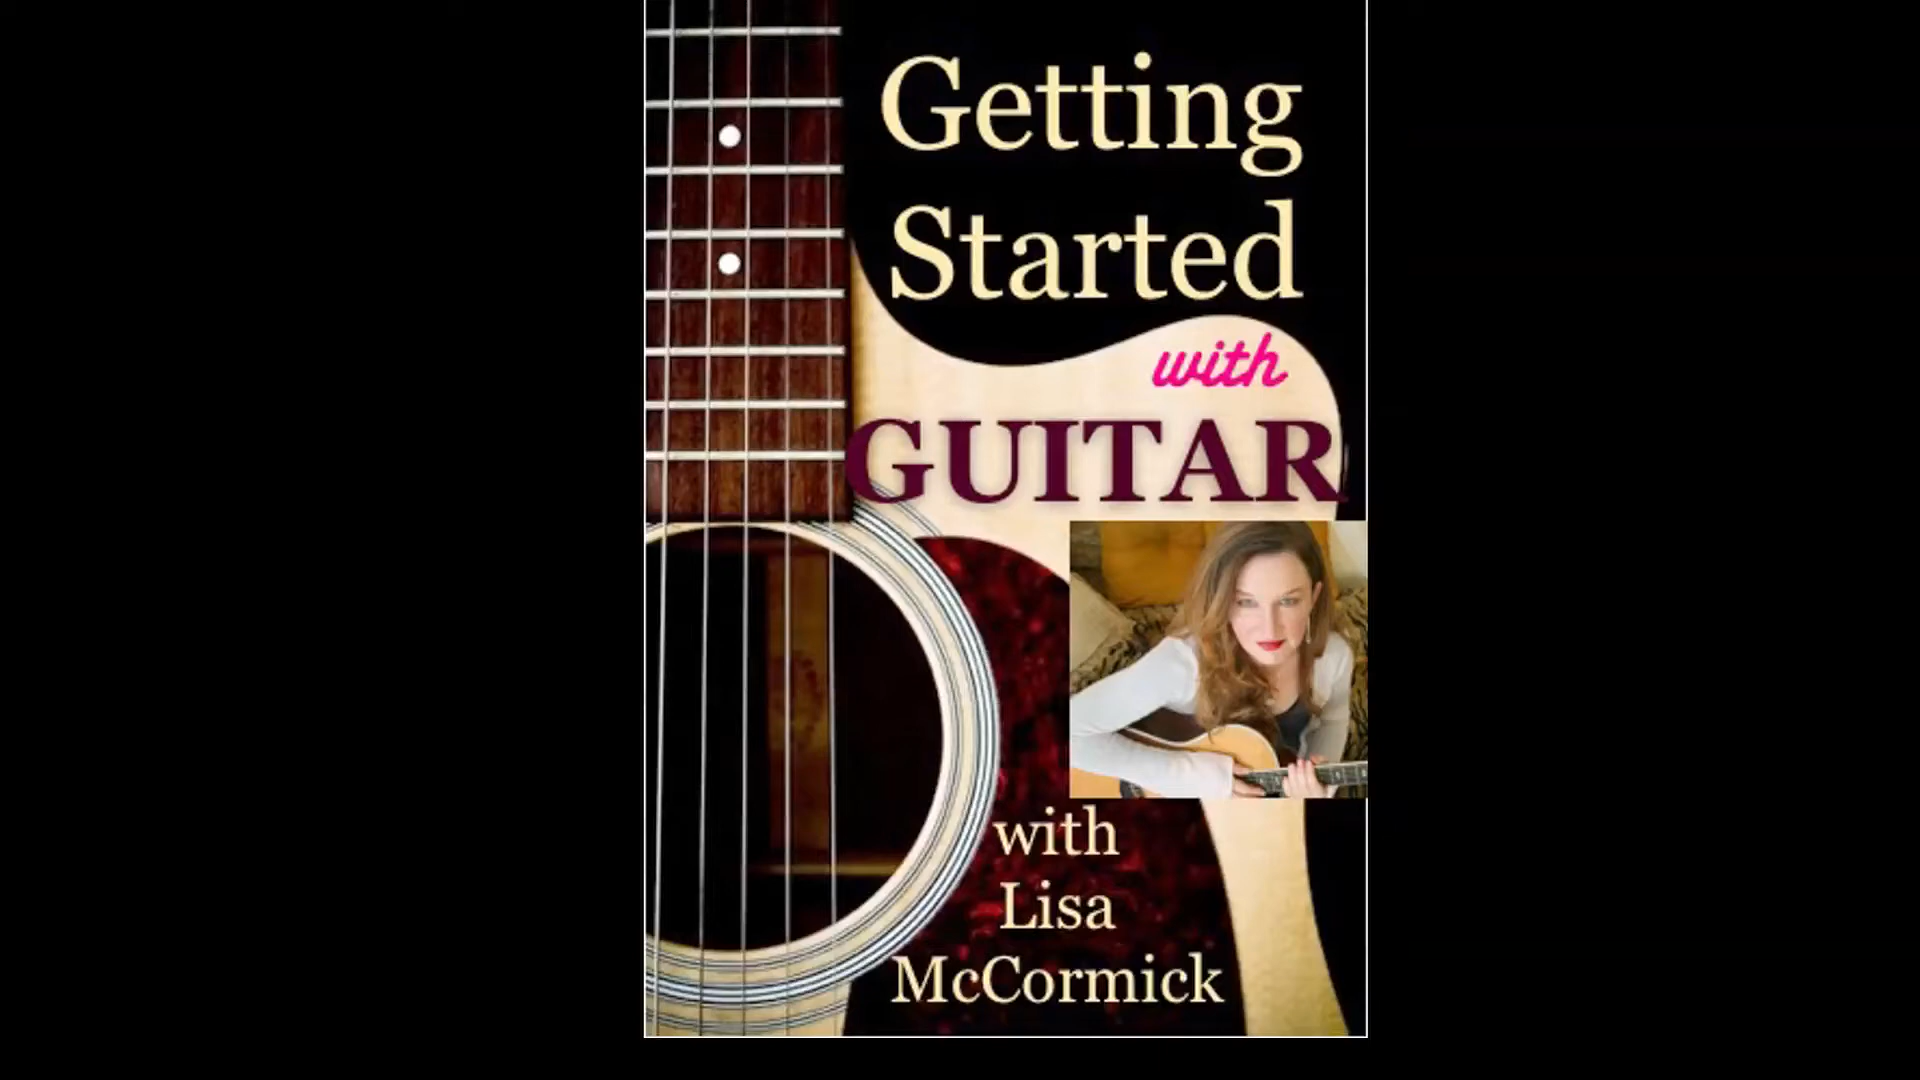 Getting
Started
with
GUITAR
with
Lisa
McCormick